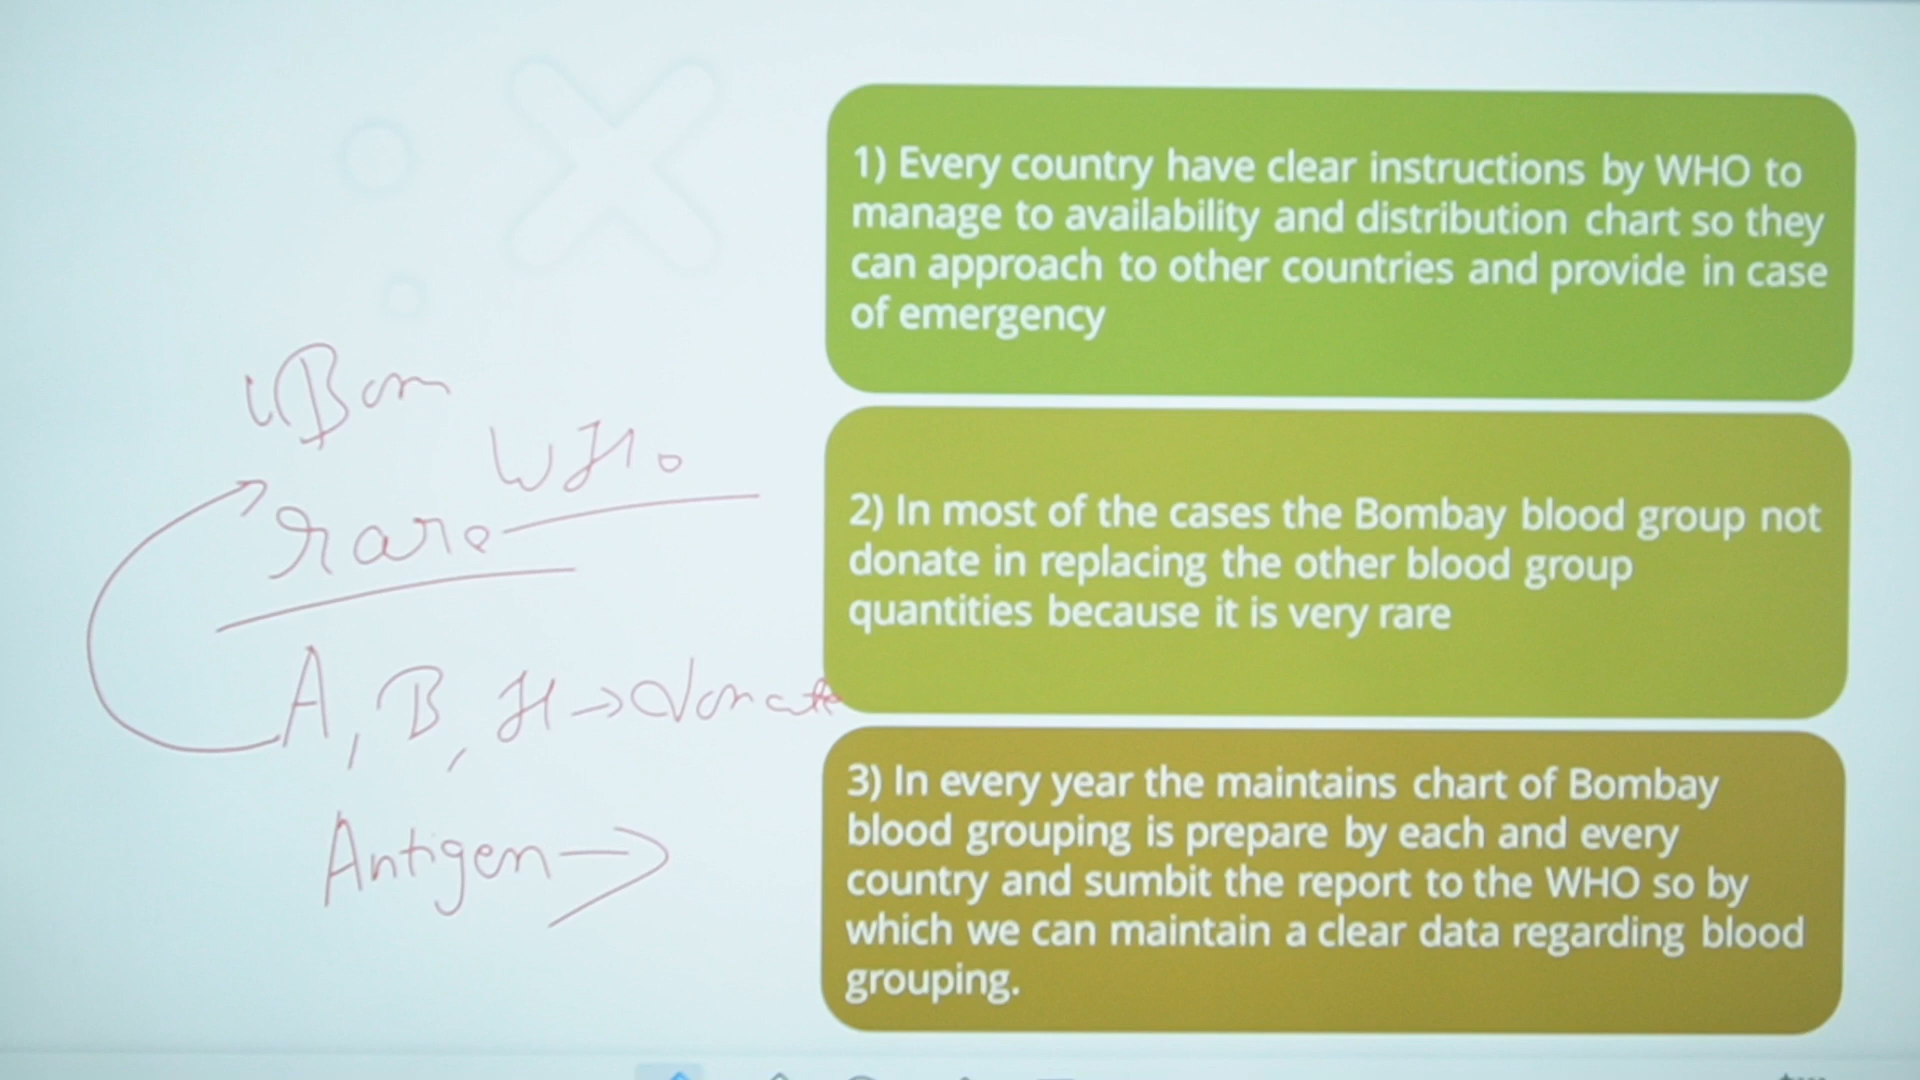 Bom
WHO
rare
A, B, H → donate
Antigen →
1) Every country have clear instructions by WHO to
manage to availability and distribution chart so they
can approach to other countries and provide in case
of emergency
2) In most of the cases the Bombay blood group not
donate in replacing the other blood group
quantities because it is very rare
3) In every year the maintains chart of Bombay
blood grouping is prepare by each and every
country and sumbit the report to the WHO so by
which we can maintain a clear data regarding blood
grouping.